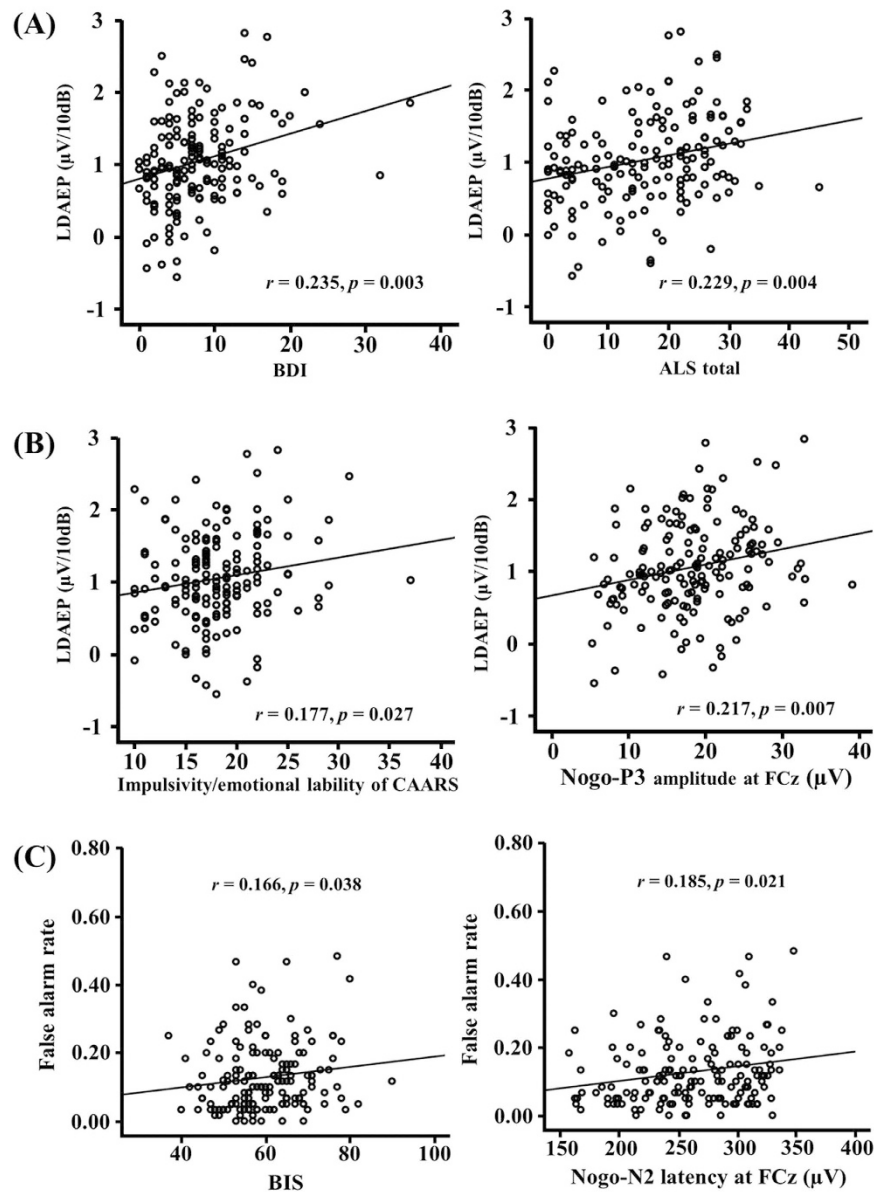 (A)
3
2
1
0
-1
LDAEP (µV/10dB)
r = 0.235, p = 0.003
0 10 20 30 40
BDI
3
2
1
0
-1
LDAEP (µV/10dB)
r = 0.229, p = 0.004
0 10 20 30 40 50
ALS total
(B)
3
2
1
0
-1
LDAEP (µV/10dB)
r = 0.177, p = 0.027
10 15 20 25 30 35 40
Impulsivity/emotional lability of CAARS
3
2
1
0
-1
LDAEP (µV/10dB)
r = 0.217, p = 0.007
0 10 20 30 40
Nogo-P3 amplitude at FCz (µV)
(C)
0.80
0.60
0.40
0.20
0.00
False alarm rate
r = 0.166, p = 0.038
40 60 80 100
BIS
0.80
0.60
0.40
0.20
0.00
False alarm rate
r = 0.185, p = 0.021
150 200 250 300 350 400
Nogo-N2 latency at FCz (µV)